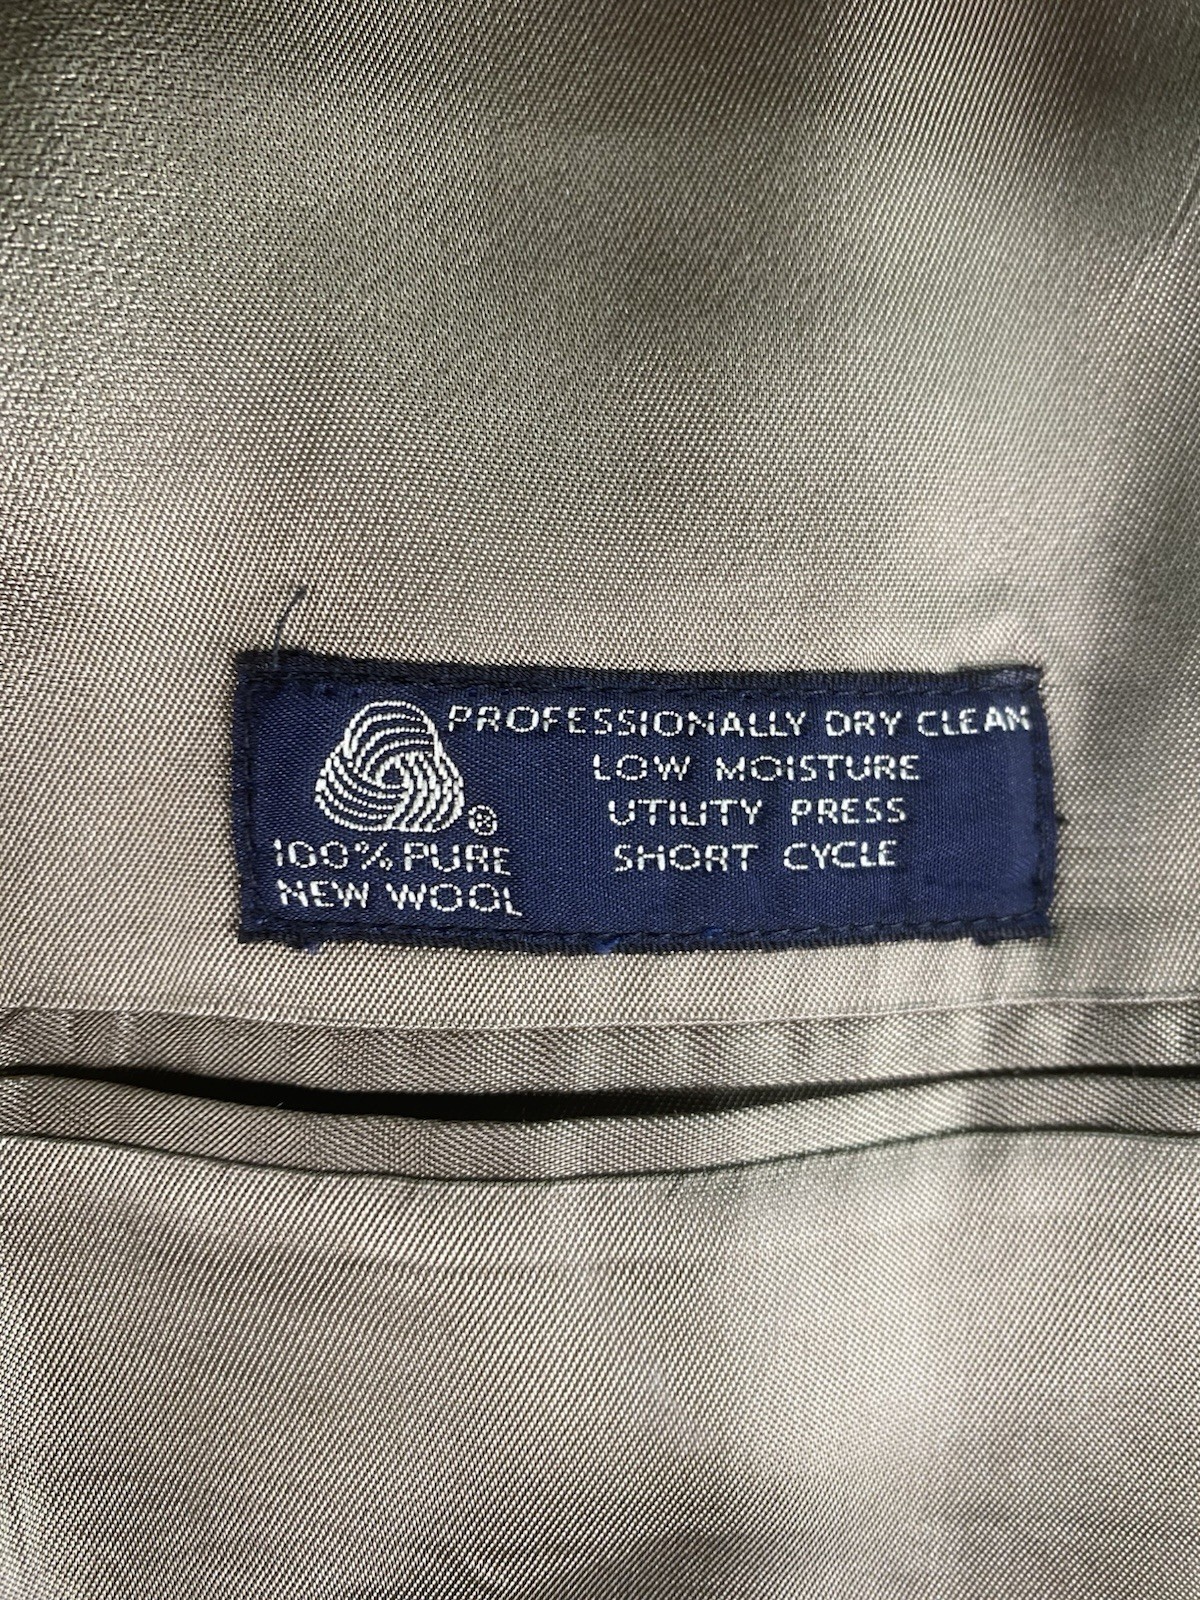 PROFESSIONALLY DRY CLEAN
LOW MOISTURE
UTILITY PRESS
SHORT CYCLE
®
100% PURE
NEW WOOL